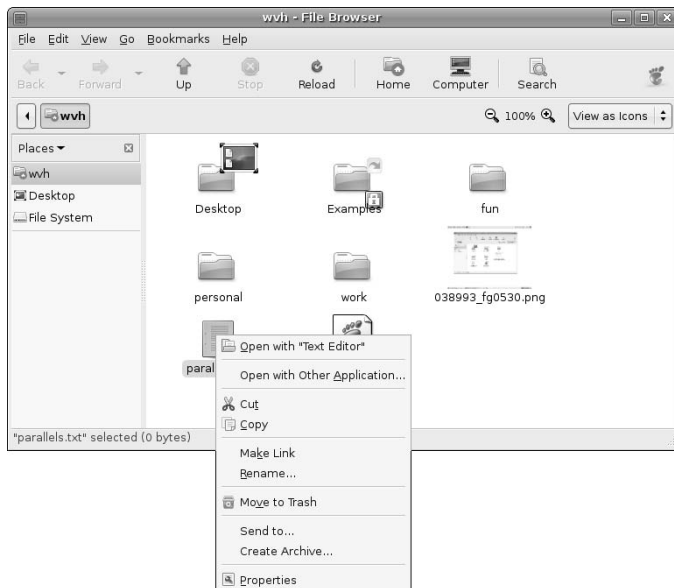 wvh - File Browser
File Edit View Go Bookmarks Help
Back Forward Up Stop Reload Home Computer Search
wvh 100% View as Icons
Places
wvh
Desktop
File System
Desktop Examples fun
personal work 038993_fg0530.png
paral
Open with "Text Editor"
Open with Other Application...
Cut
Copy
Make Link
Rename...
Move to Trash
Send to...
Create Archive...
Properties
"parallels.txt" selected (0 bytes)